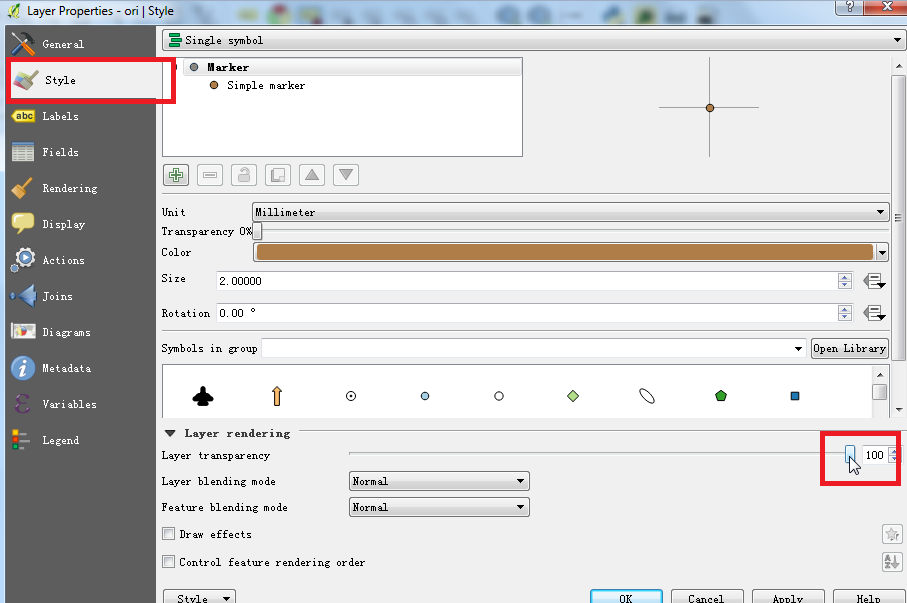 Layer Properties - ori | Style
?
General
Style
abc Labels
Fields
Rendering
Display
Actions
Joins
Diagrams
Metadata
Variables
Legend
Single symbol
Marker
Simple marker
Unit
Millimeter
Transparency 0%
Color
Size
2.00000
Rotation
0.00 °
Symbols in group
Open Library
Layer rendering
Layer transparency
100
Layer blending mode
Normal
Feature blending mode
Normal
Draw effects
Control feature rendering order
Style
OK
Cancel
Apply
Help